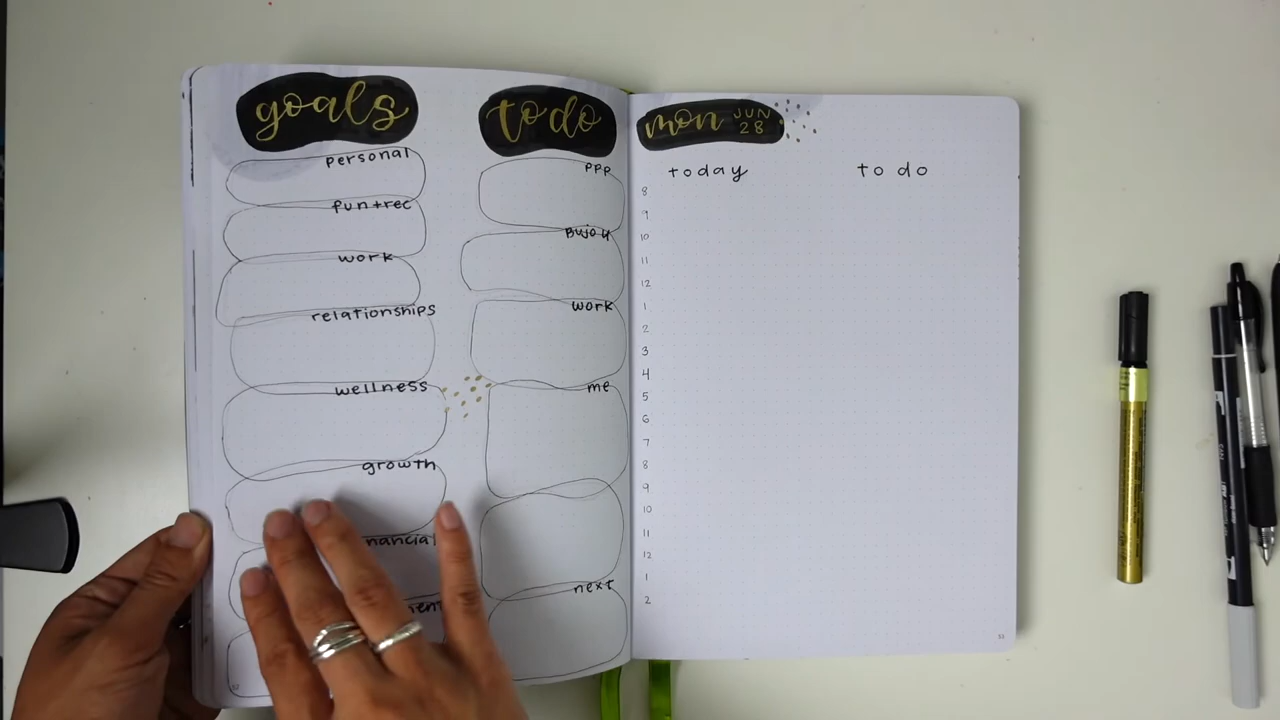 goals
personal
fun+rec
work
relationships
wellness
growth
to do
PPP
BUJO U
work
me
next
mon JUN 28
today
to do
8
9
10
11
12
1
2
3
4
5
6
7
8
9
10
11
12
1
2